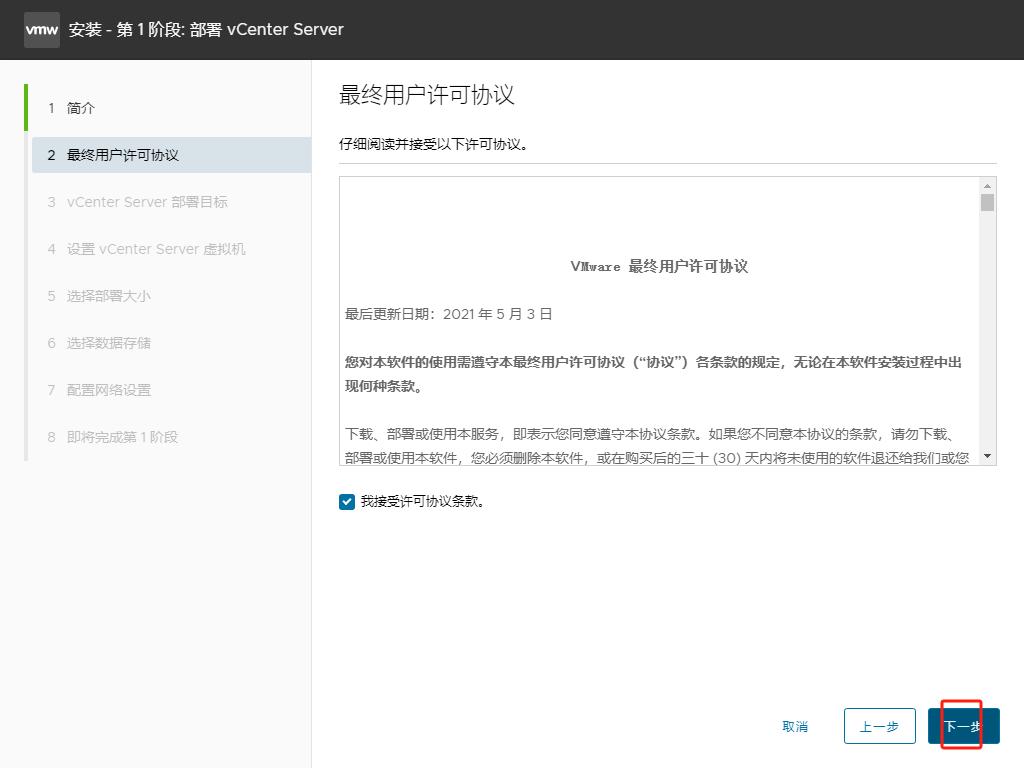 vmw 安装 - 第 1 阶段: 部署 vCenter Server
1 简介
2 最终用户许可协议
3 vCenter Server 部署目标
4 设置 vCenter Server 虚拟机
5 选择部署大小
6 选择数据存储
7 配置网络设置
8 即将完成第 1 阶段
最终用户许可协议
仔细阅读并接受以下许可协议。
VMware 最终用户许可协议
最后更新日期：2021 年 5 月 3 日
您对本软件的使用需遵守本最终用户许可协议（“协议”）各条款的规定，无论在本软件安装过程中出
现何种条款。
下载、部署或使用本服务，即表示您同意遵守本协议条款。如果您不同意本协议的条款，请勿下载、
部署或使用本软件，您必须删除本软件，或在购买后的三十 (30) 天内将未使用的软件退还给我们或您
我接受许可协议条款。
取消
上一步
下一步